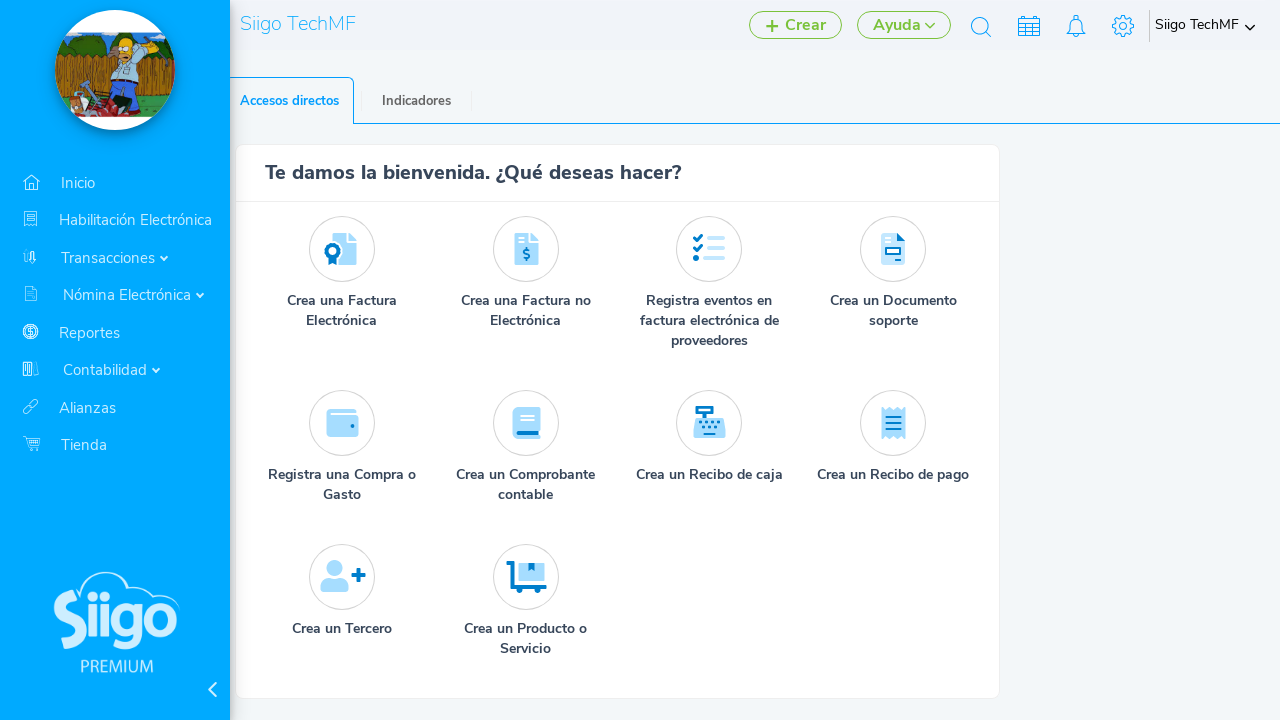 Siigo TechMF
Crear
Ayuda
Siigo TechMF
Inicio
Habilitación Electrónica
Transacciones
Nómina Electrónica
Reportes
Contabilidad
Alianzas
Tienda
Siigo
PREMIUM
Accesos directos
Indicadores
Te damos la bienvenida. ¿Qué deseas hacer?
Crea una Factura
Electrónica
Crea una Factura no
Electrónica
Registra eventos en
factura electrónica de
proveedores
Crea un Documento
soporte
Registra una Compra o
Gasto
Crea un Comprobante
contable
Crea un Recibo de caja
Crea un Recibo de pago
Crea un Tercero
Crea un Producto o
Servicio